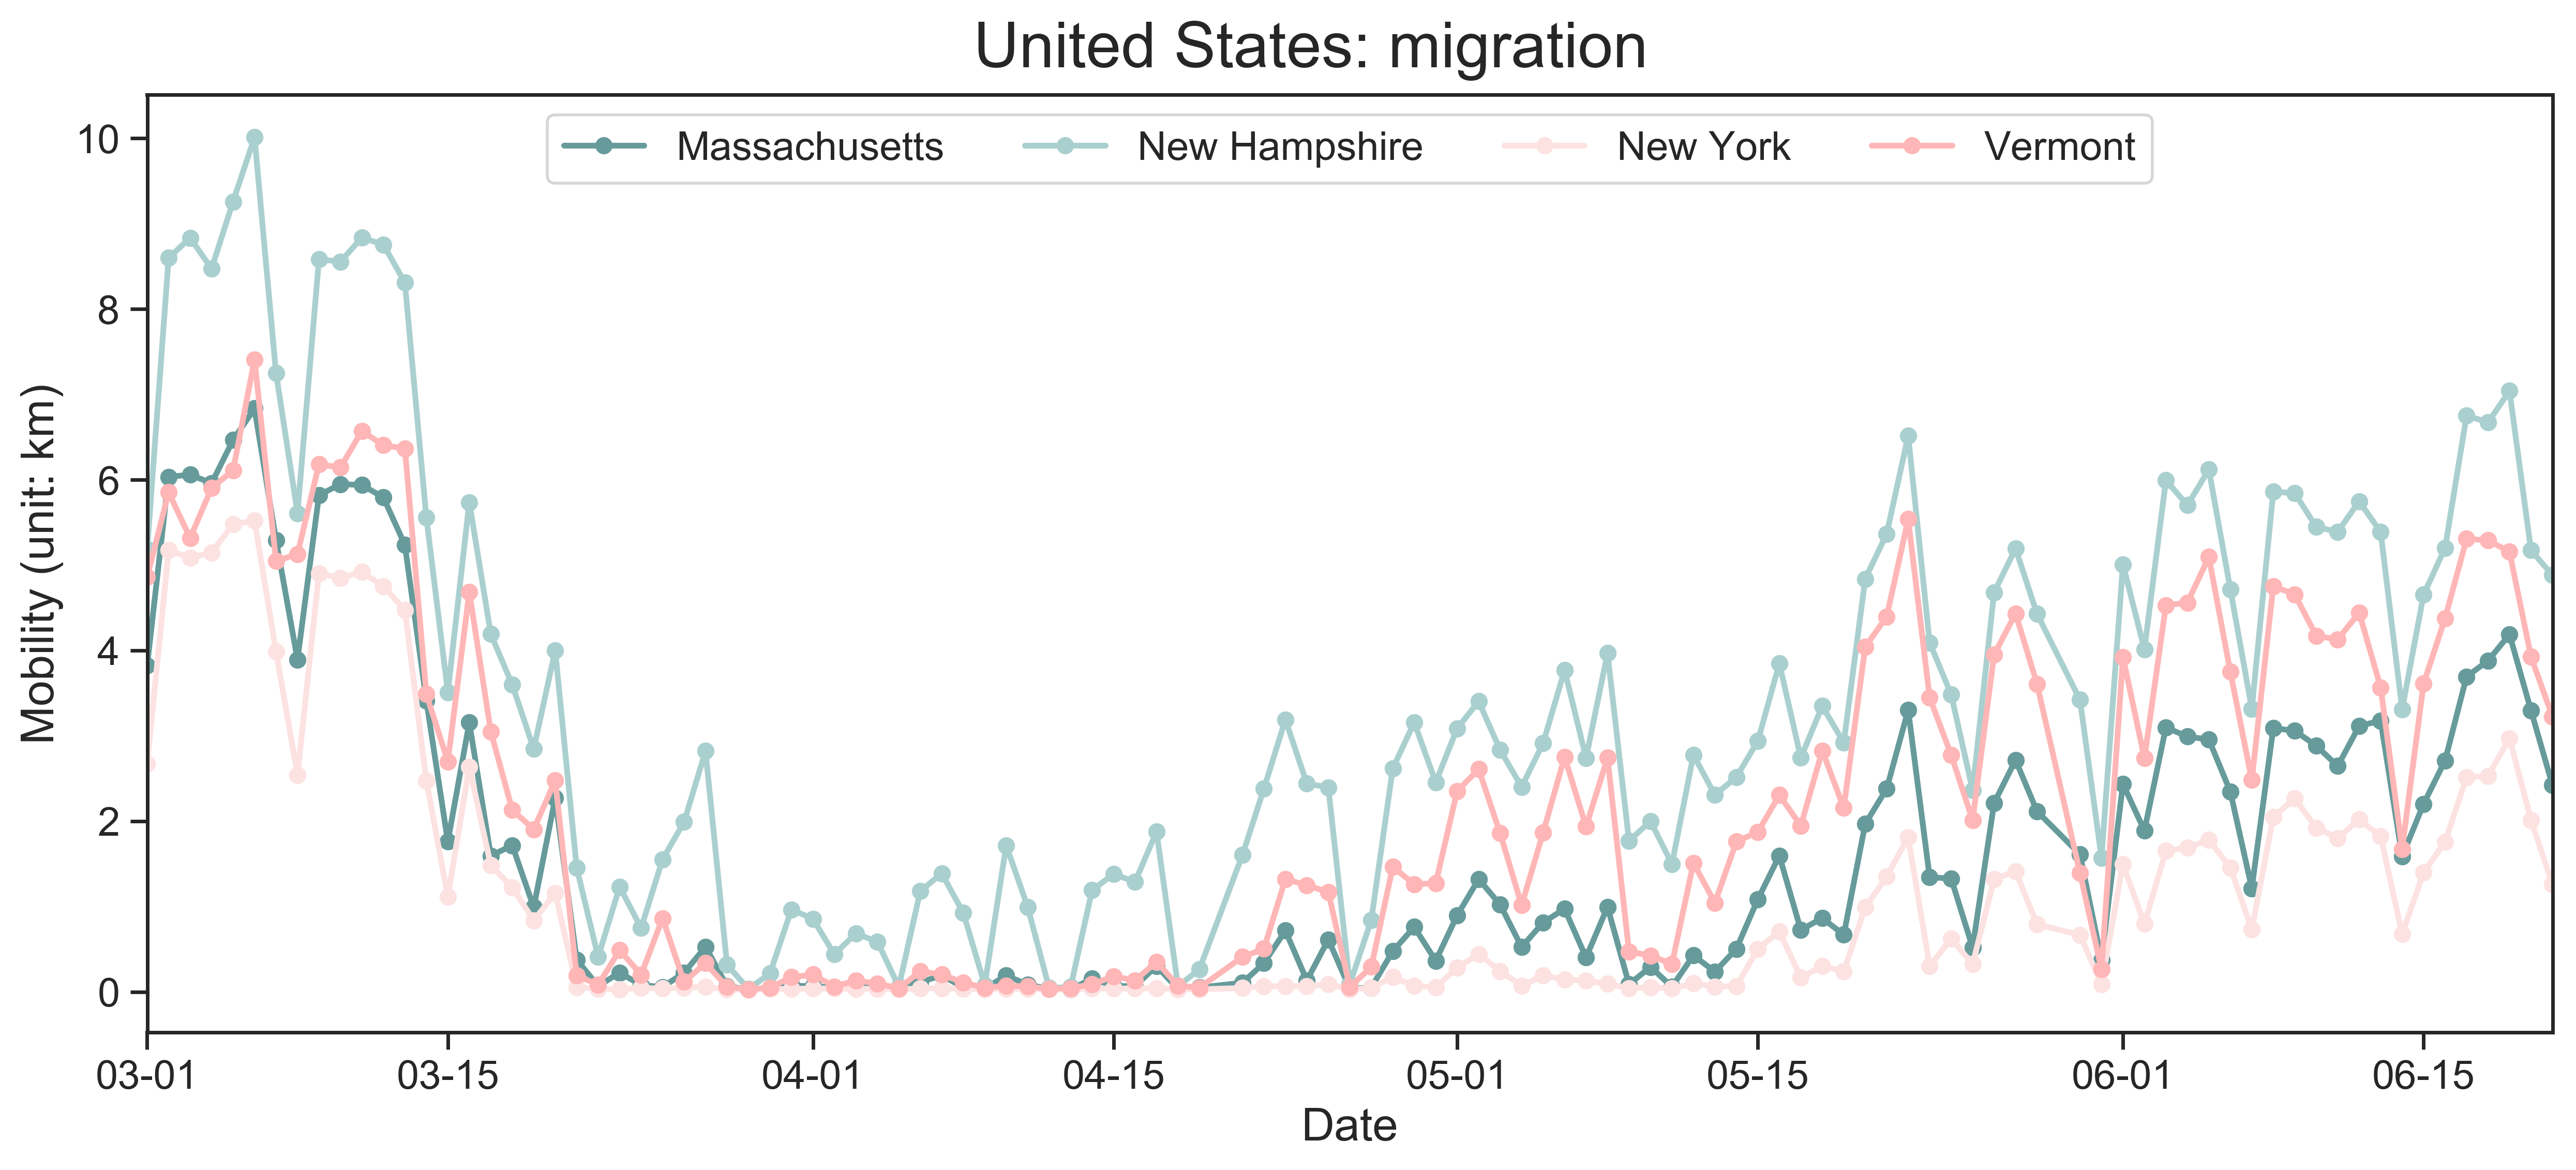 United States: migration
Massachusetts New Hampshire New York Vermont
10
8
6
4
2
0
Mobility (unit: km)
03-01 03-15 04-01 04-15 05-01 05-15 06-01 06-15
Date